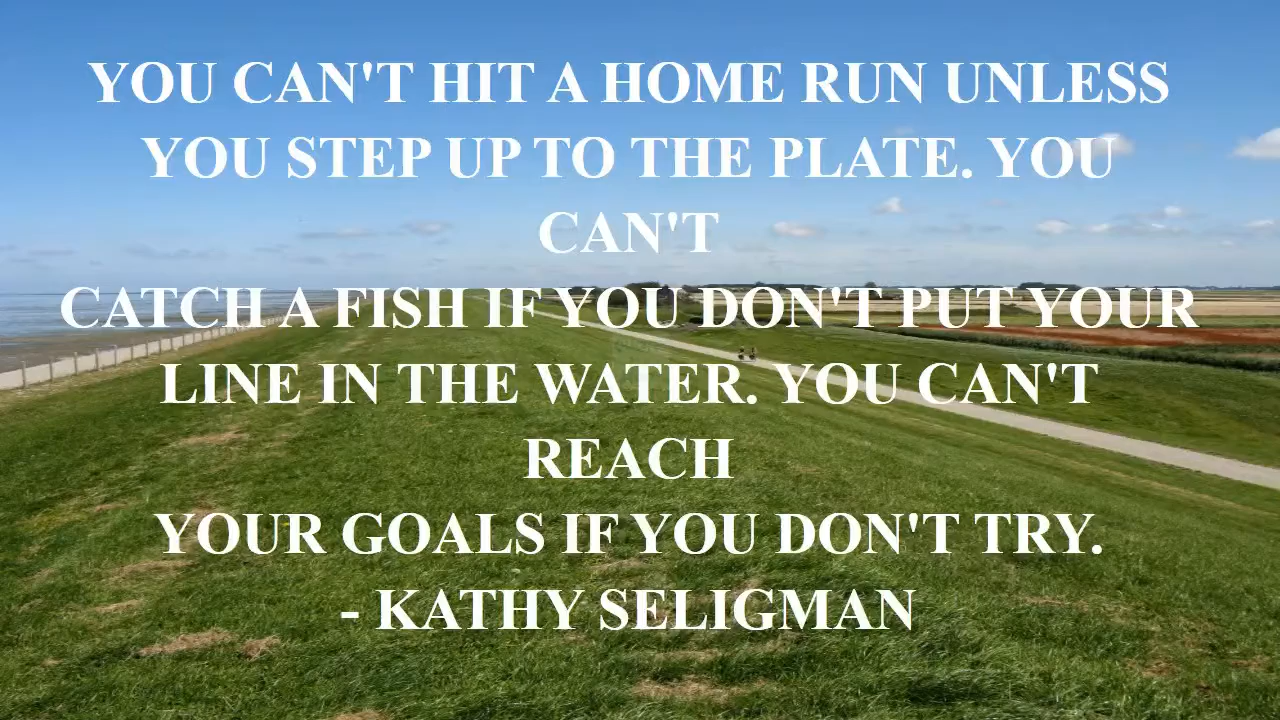 YOU CAN'T HIT A HOME RUN UNLESS
YOU STEP UP TO THE PLATE. YOU
CAN'T
CATCH A FISH IF YOU DON'T PUT YOUR
LINE IN THE WATER. YOU CAN'T
REACH
YOUR GOALS IF YOU DON'T TRY.
- KATHY SELIGMAN